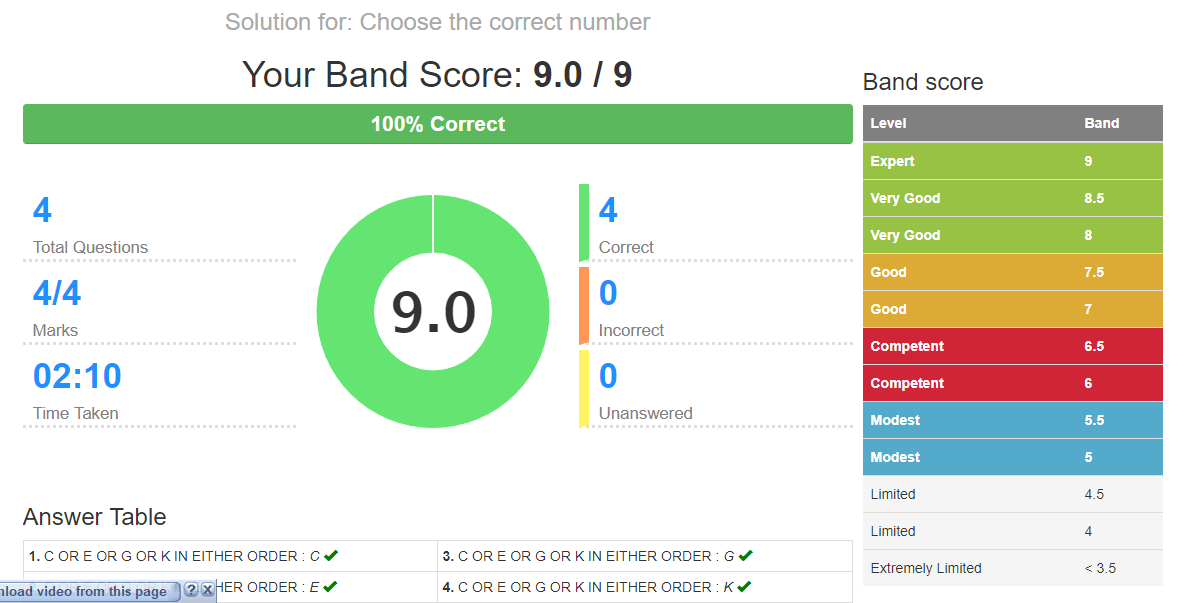 Solution for: Choose the correct number
Your Band Score: 9.0 / 9
100% Correct
4
Total Questions
4/4
Marks
02:10
Time Taken
9.0
4
Correct
0
Incorrect
0
Unanswered
Answer Table
1. C OR E OR G OR K IN EITHER ORDER : C ✔
3. C OR E OR G OR K IN EITHER ORDER : G ✔
HER ORDER : E ✔
4. C OR E OR G OR K IN EITHER ORDER : K ✔
nload video from this page ? X
Band score
Level Band
Expert 9
Very Good 8.5
Very Good 8
Good 7.5
Good 7
Competent 6.5
Competent 6
Modest 5.5
Modest 5
Limited 4.5
Limited 4
Extremely Limited < 3.5